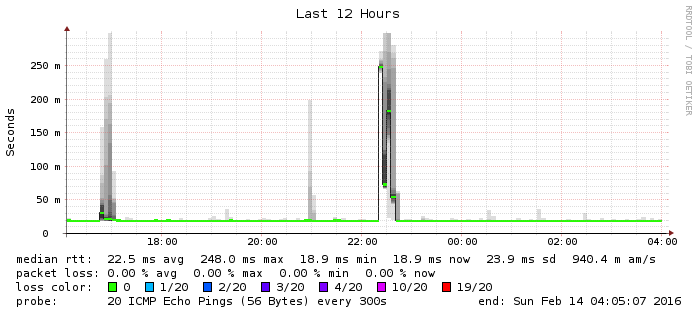 Last 12 Hours
RRDTOOL / TOBI OETIKER
Seconds
250 m
200 m
150 m
100 m
50 m
0
18:00 20:00 22:00 00:00 02:00 04:00
median rtt: 22.5 ms avg 248.0 ms max 18.9 ms min 18.9 ms now 23.9 ms sd 940.4 m am/s
packet loss: 0.00 % avg 0.00 % max 0.00 % min 0.00 % now
loss color: 0 1/20 2/20 3/20 4/20 10/20 19/20
probe: 20 ICMP Echo Pings (56 Bytes) every 300s end: Sun Feb 14 04:05:07 2016